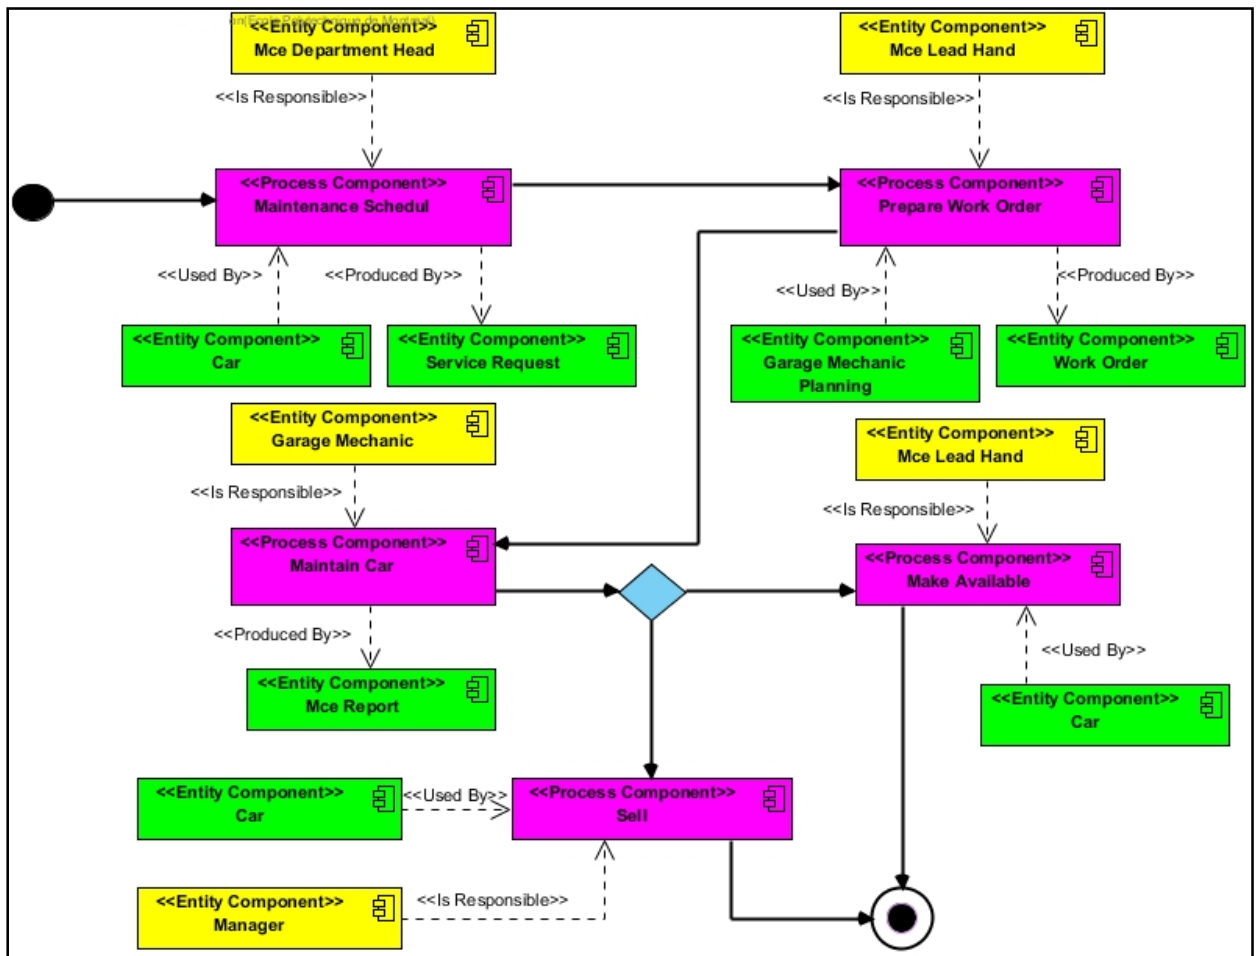 <<Entity Component>>
Mce Department Head
<<Entity Component>>
Mce Lead Hand
<<Is Responsible>>
<<Is Responsible>>
<<Process Component>>
Maintenance Schedul
<<Process Component>>
Prepare Work Order
<<Used By>>
<<Produced By>>
<<Used By>>
<<Produced By>>
<<Entity Component>>
Car
<<Entity Component>>
Service Request
<<Entity Component>>
Garage Mechanic
Planning
<<Entity Component>>
Work Order
<<Entity Component>>
Garage Mechanic
<<Entity Component>>
Mce Lead Hand
<<Is Responsible>>
<<Is Responsible>>
<<Process Component>>
Maintain Car
<<Process Component>>
Make Available
<<Produced By>>
<<Used By>>
<<Entity Component>>
Mce Report
<<Entity Component>>
Car
<<Entity Component>>
Car
<<Used By>>
<<Process Component>>
Sell
<<Entity Component>>
Manager
<<Is Responsible>>